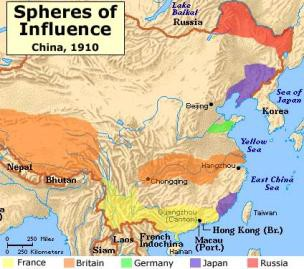 Spheres of
Influence
China, 1910
Lake
Baikal
Russia
Sea of
Japan
Beijing
Korea
Yellow
Sea
Nepal
Bhutan
Hangzhou
Chongqing
East China
Sea
Guangzhou
(Canton)
Taiwan
Hong Kong (Br.)
Macau
(Port.)
Laos
French
Indochina
Siam
Hainan
0 250 Miles
0 250 Kilometers
France Britain Germany Japan Russia